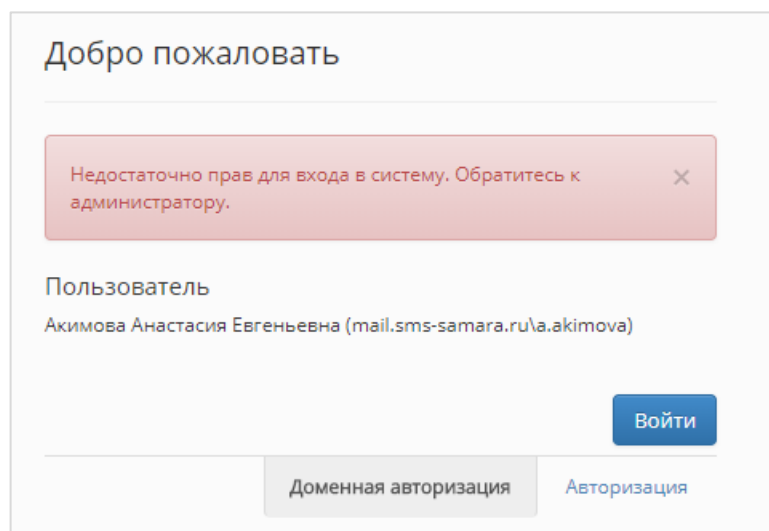 Добро пожаловать
Недостаточно прав для входа в систему. Обратитесь к
администратору.
×
Пользователь
Акимова Анастасия Евгеньевна (mail.sms-samara.ru\a.akimova)
Войти
Доменная авторизация
Авторизация